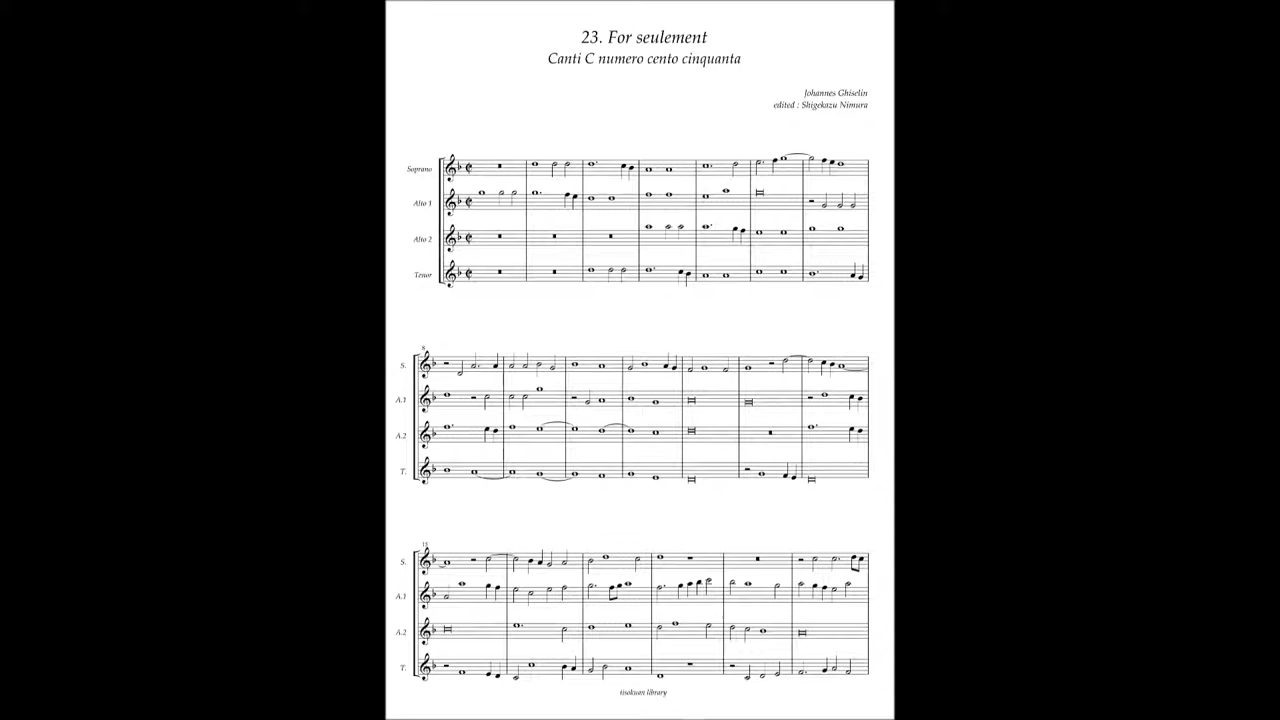 23. For seulement
Canti C numero cento cinquanta
Johannes Ghiselin
edited : Shigekazu Nimura
Soprano
Alto 1
Alto 2
Tenor
8
S.
A.1
A.2
T.
15
S.
A.1
A.2
T.
tisokuan library